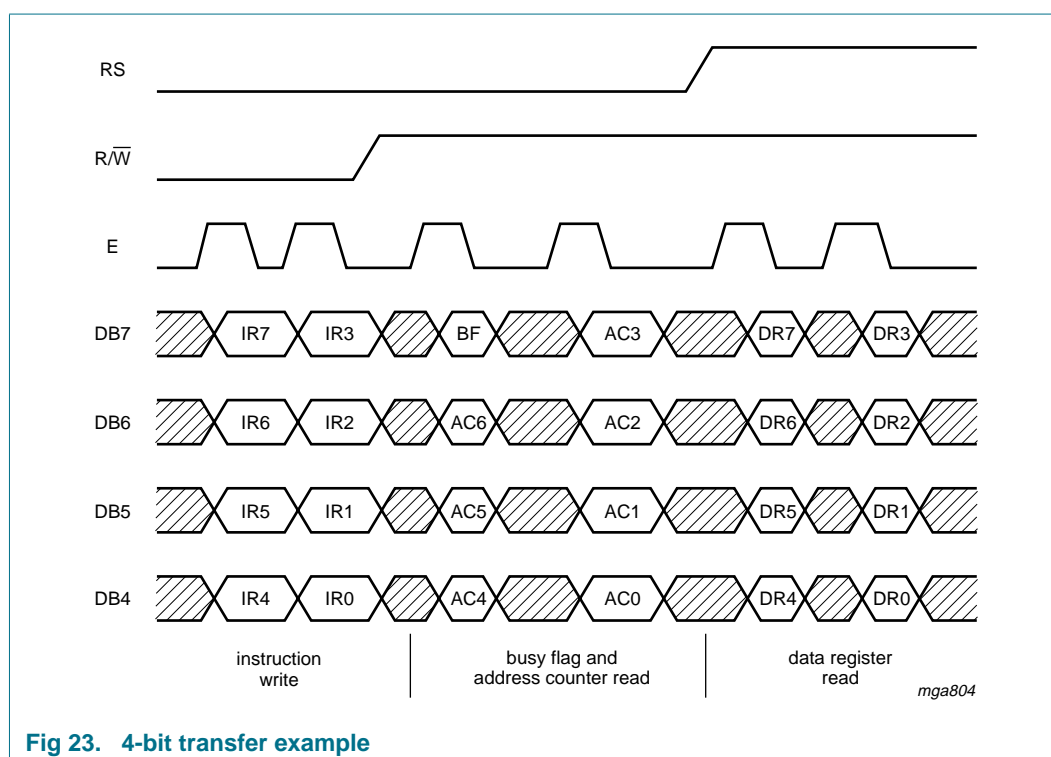 RS
R/W̅
E
DB7 IR7 IR3 BF AC3 DR7 DR3
DB6 IR6 IR2 AC6 AC2 DR6 DR2
DB5 IR5 IR1 AC5 AC1 DR5 DR1
DB4 IR4 IR0 AC4 AC0 DR4 DR0
instruction
write
busy flag and
address counter read
data register
read
mga804
Fig 23. 4-bit transfer example